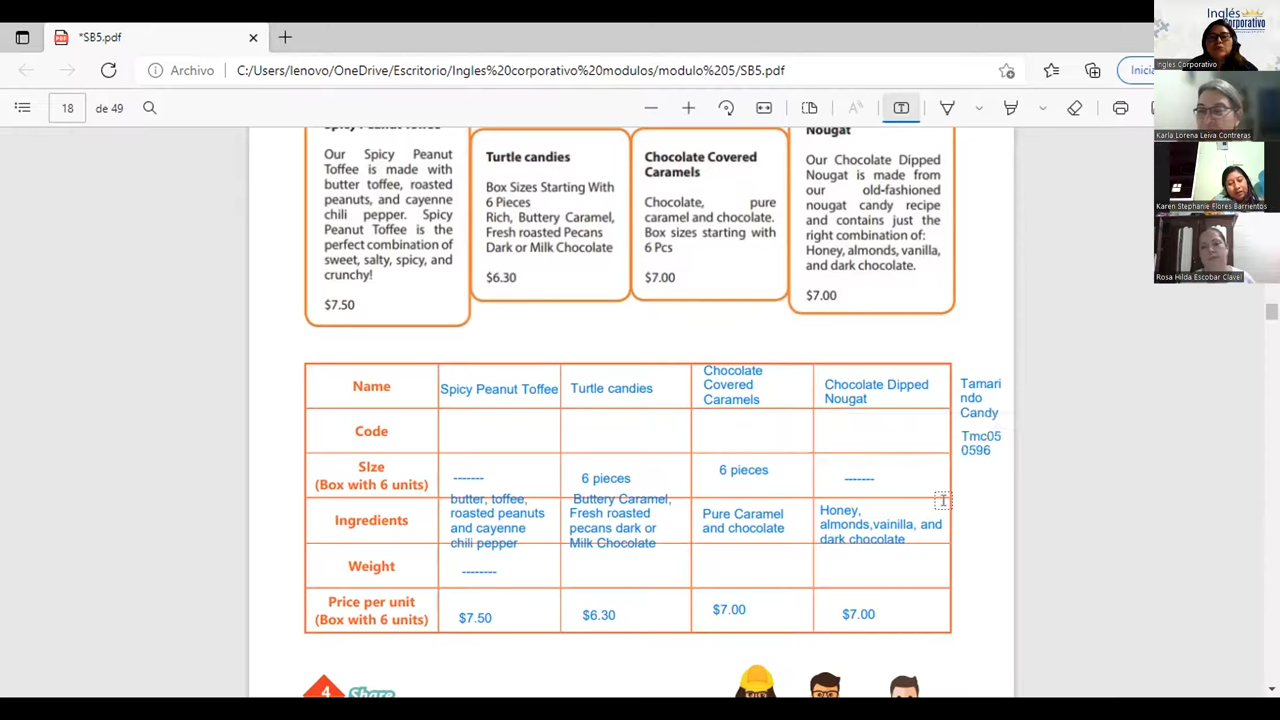 *SB5.pdf
Archivo
C:/Users/lenovo/OneDrive/Escritorio/Ingles%20corporativo%20modulos/modulo%205/SB5.pdf
18
de 49
Inglés
Corporativo
Ingles Corporativo
Karla Lorena Leiva Contreras
Karen Stephanie Flores Barrientos
Rosa Hilda Escobar Clavel
Spicy Peanut Toffee
Our Spicy Peanut
Toffee is made with
butter toffee, roasted
peanuts, and cayenne
chili pepper. Spicy
Peanut Toffee is the
perfect combination of
sweet, salty, spicy, and
crunchy!
$7.50
Turtle candies
Box Sizes Starting With
6 Pieces
Rich, Buttery Caramel,
Fresh roasted Pecans
Dark or Milk Chocolate
$6.30
Chocolate Covered
Caramels
Chocolate, pure
caramel and chocolate.
Box sizes starting with
6 Pcs
$7.00
Nougat
Our Chocolate Dipped
Nougat is made from
our old-fashioned
nougat candy recipe
and contains just the
right combination of:
Honey, almonds, vanilla,
and dark chocolate.
$7.00
Name
Spicy Peanut Toffee
Turtle candies
Chocolate
Covered
Caramels
Chocolate Dipped
Nougat
Tamari
ndo
Candy
Code
Tmc05
0596
SIze
(Box with 6 units)
-------
6 pieces
6 pieces
-------
Ingredients
butter, toffee,
roasted peanuts
and cayenne
chili pepper
Buttery Caramel,
Fresh roasted
pecans dark or
Milk Chocolate
Pure Caramel
and chocolate
Honey,
almonds,vainilla, and
dark chocolate
Weight
--------
Price per unit
(Box with 6 units)
$7.50
$6.30
$7.00
$7.00
4
Share